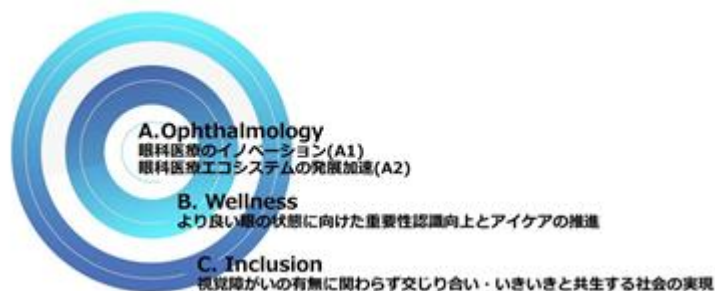 A.Ophthalmology
眼科医療のイノベーション(A1)
眼科医療エコシステムの発展加速(A2)
B. Wellness
より良い眼の状態に向けた重要性認識向上とアイケアの推進
C. Inclusion
視覚障がいの有無に関わらず交じり合い・いきいきと共生する社会の実現